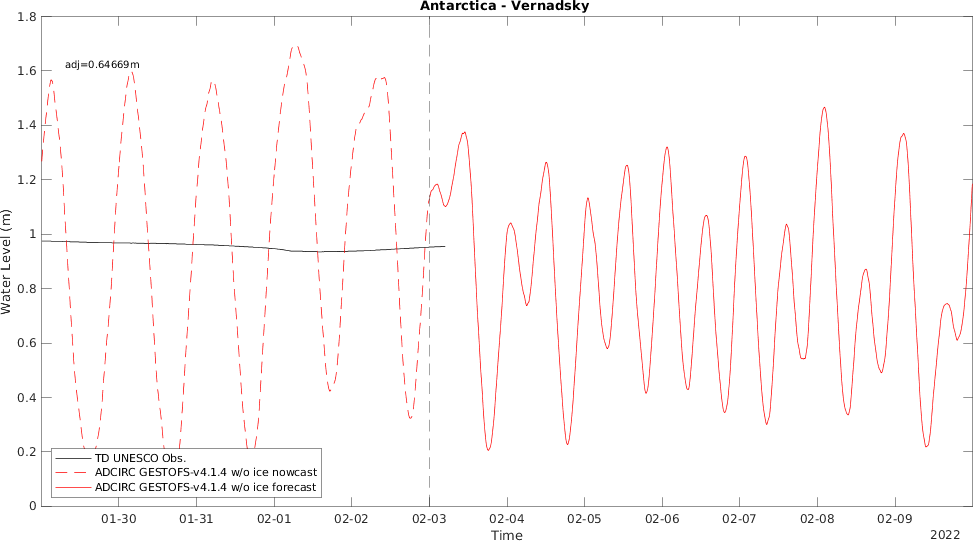 Antarctica - Vernadsky
1.8
1.6
1.4
1.2
1
0.8
0.6
0.4
0.2
0
Water Level (m)
adj=0.64669m
TD UNESCO Obs.
ADCIRC GESTOFS-v4.1.4 w/o ice nowcast
ADCIRC GESTOFS-v4.1.4 w/o ice forecast
01-30 01-31 02-01 02-02 02-03 02-04 02-05 02-06 02-07 02-08 02-09
Time
2022